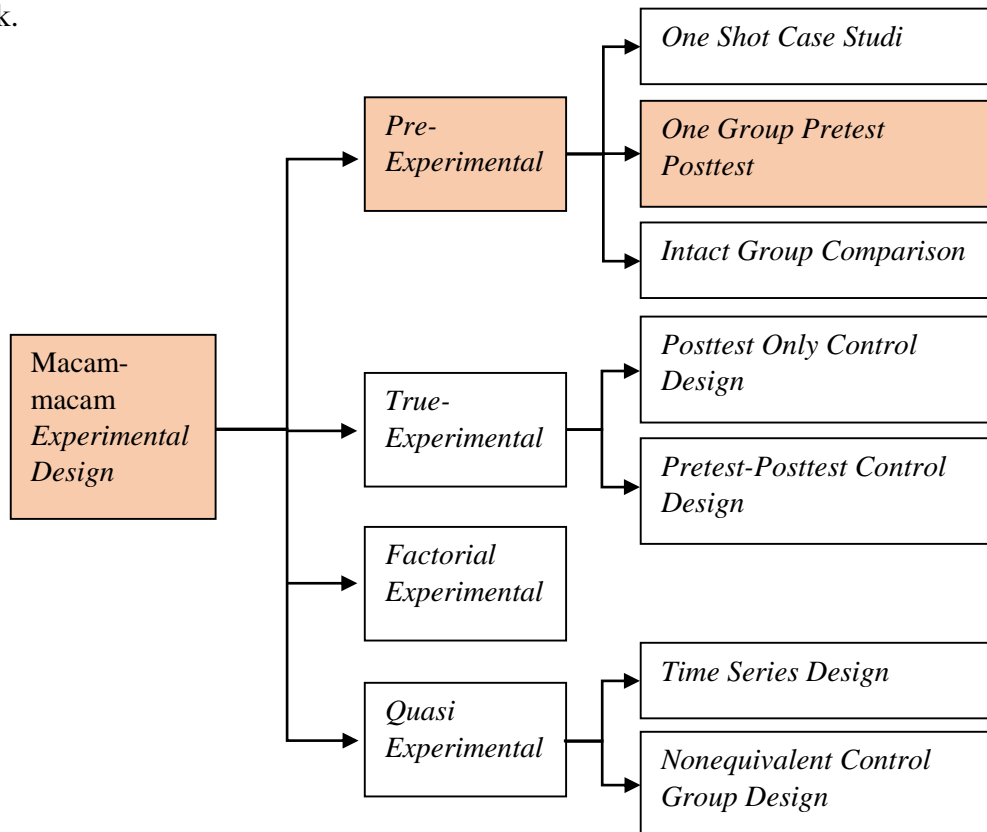 k.
One Shot Case Studi
Pre-
Experimental
One Group Pretest
Posttest
Intact Group Comparison
Macam-
macam
Experimental
Design
True-
Experimental
Posttest Only Control
Design
Pretest-Posttest Control
Design
Factorial
Experimental
Quasi
Experimental
Time Series Design
Nonequivalent Control
Group Design